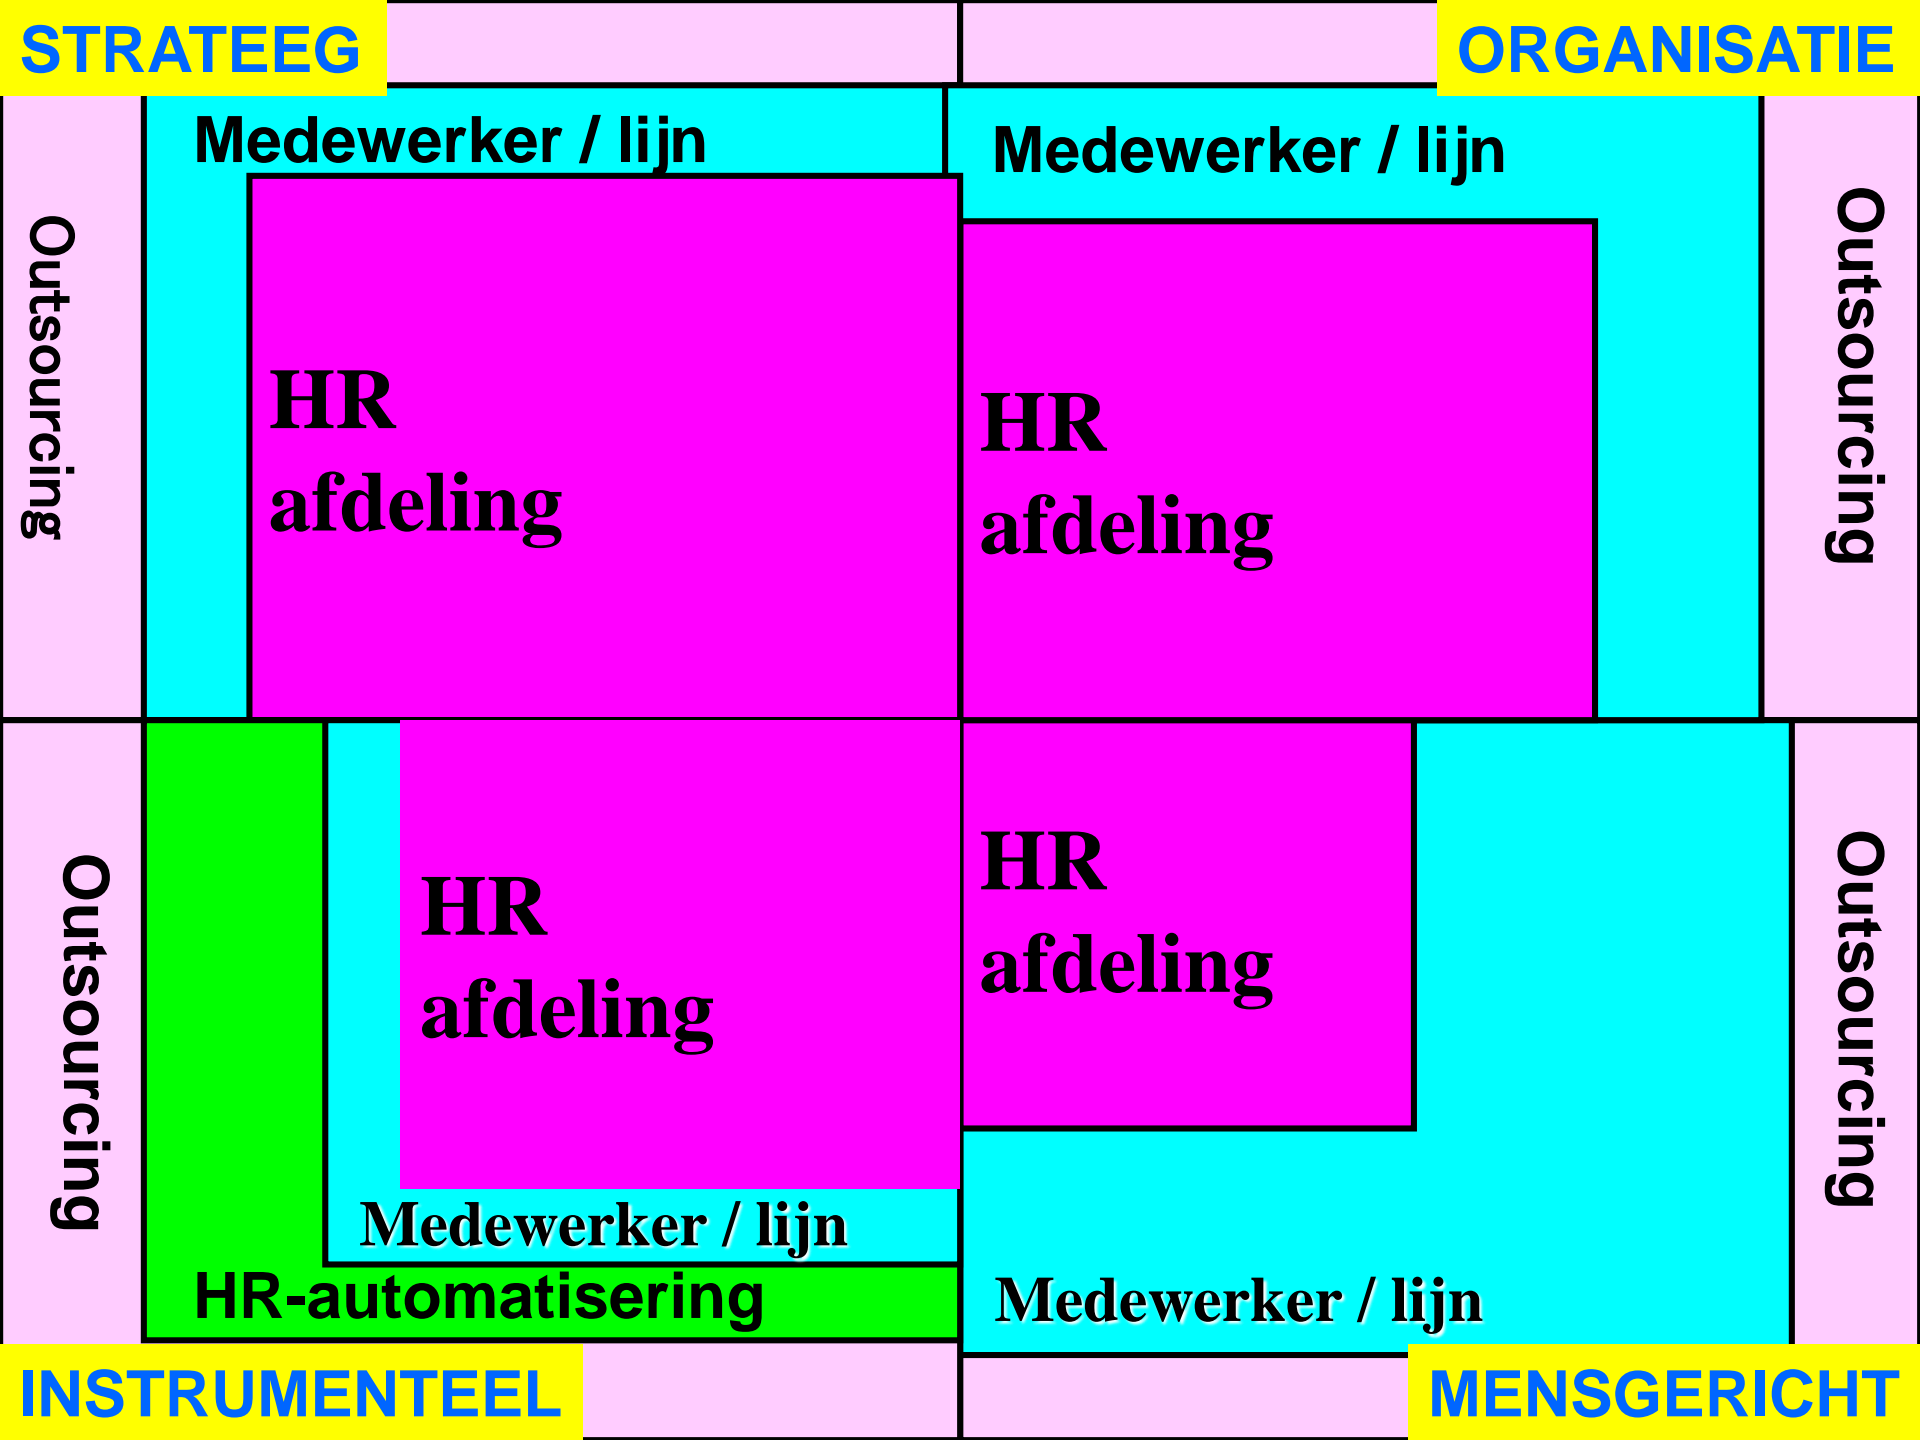 STRATEEG
ORGANISATIE
Medewerker / lijn
Medewerker / lijn
Outsourcing
HR
afdeling
HR
afdeling
Outsourcing
Outsourcing
HR
afdeling
HR
afdeling
Outsourcing
Medewerker / lijn
HR-automatisering
Medewerker / lijn
INSTRUMENTEEL
MENSGERICHT